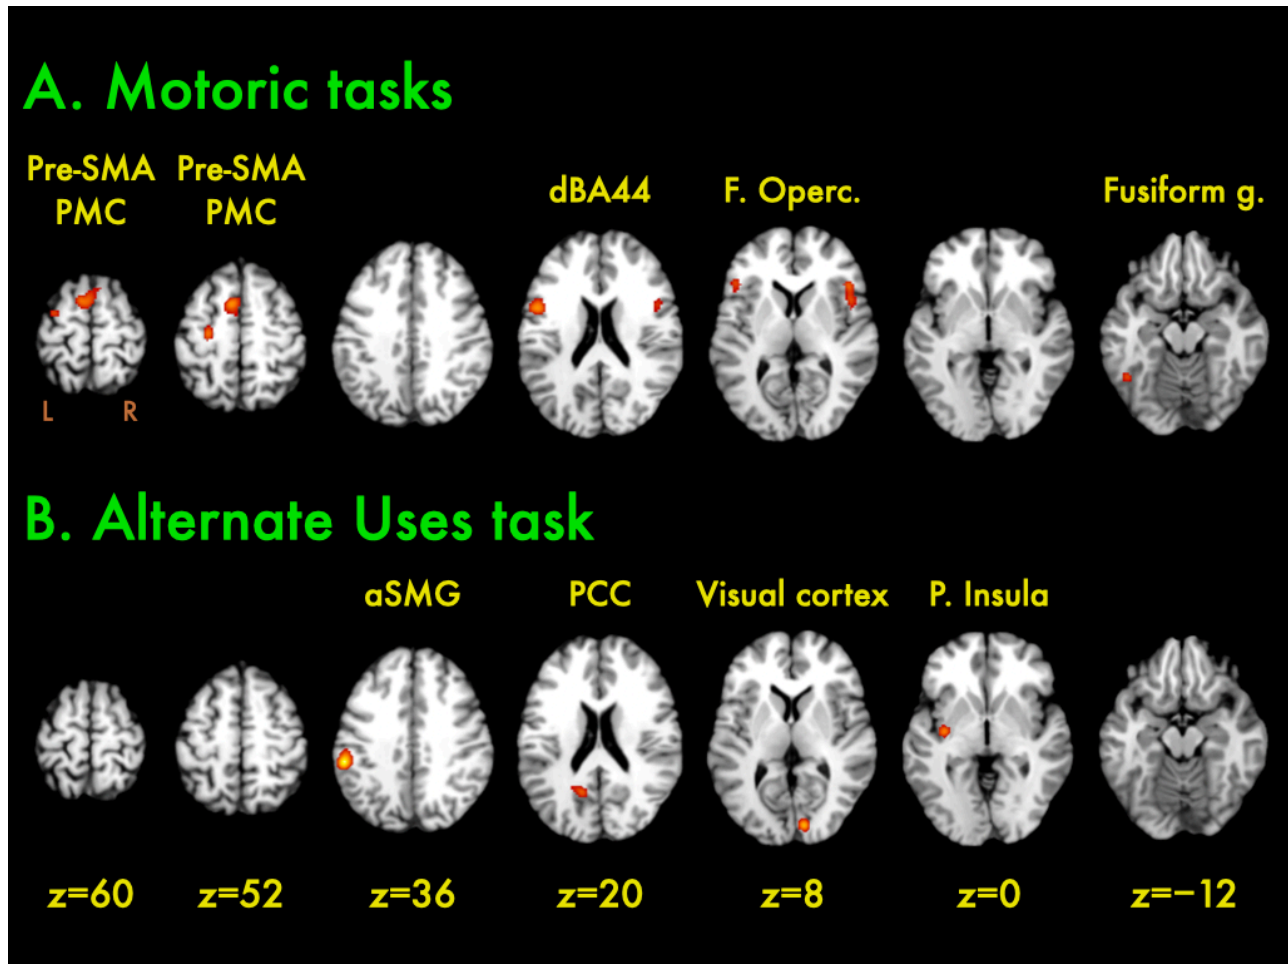 A. Motoric tasks
Pre-SMA PMC
Pre-SMA PMC
dBA44
F. Operc.
Fusiform g.
L R
B. Alternate Uses task
aSMG
PCC
Visual cortex
P. Insula
z=60
z=52
z=36
z=20
z=8
z=0
z=−12